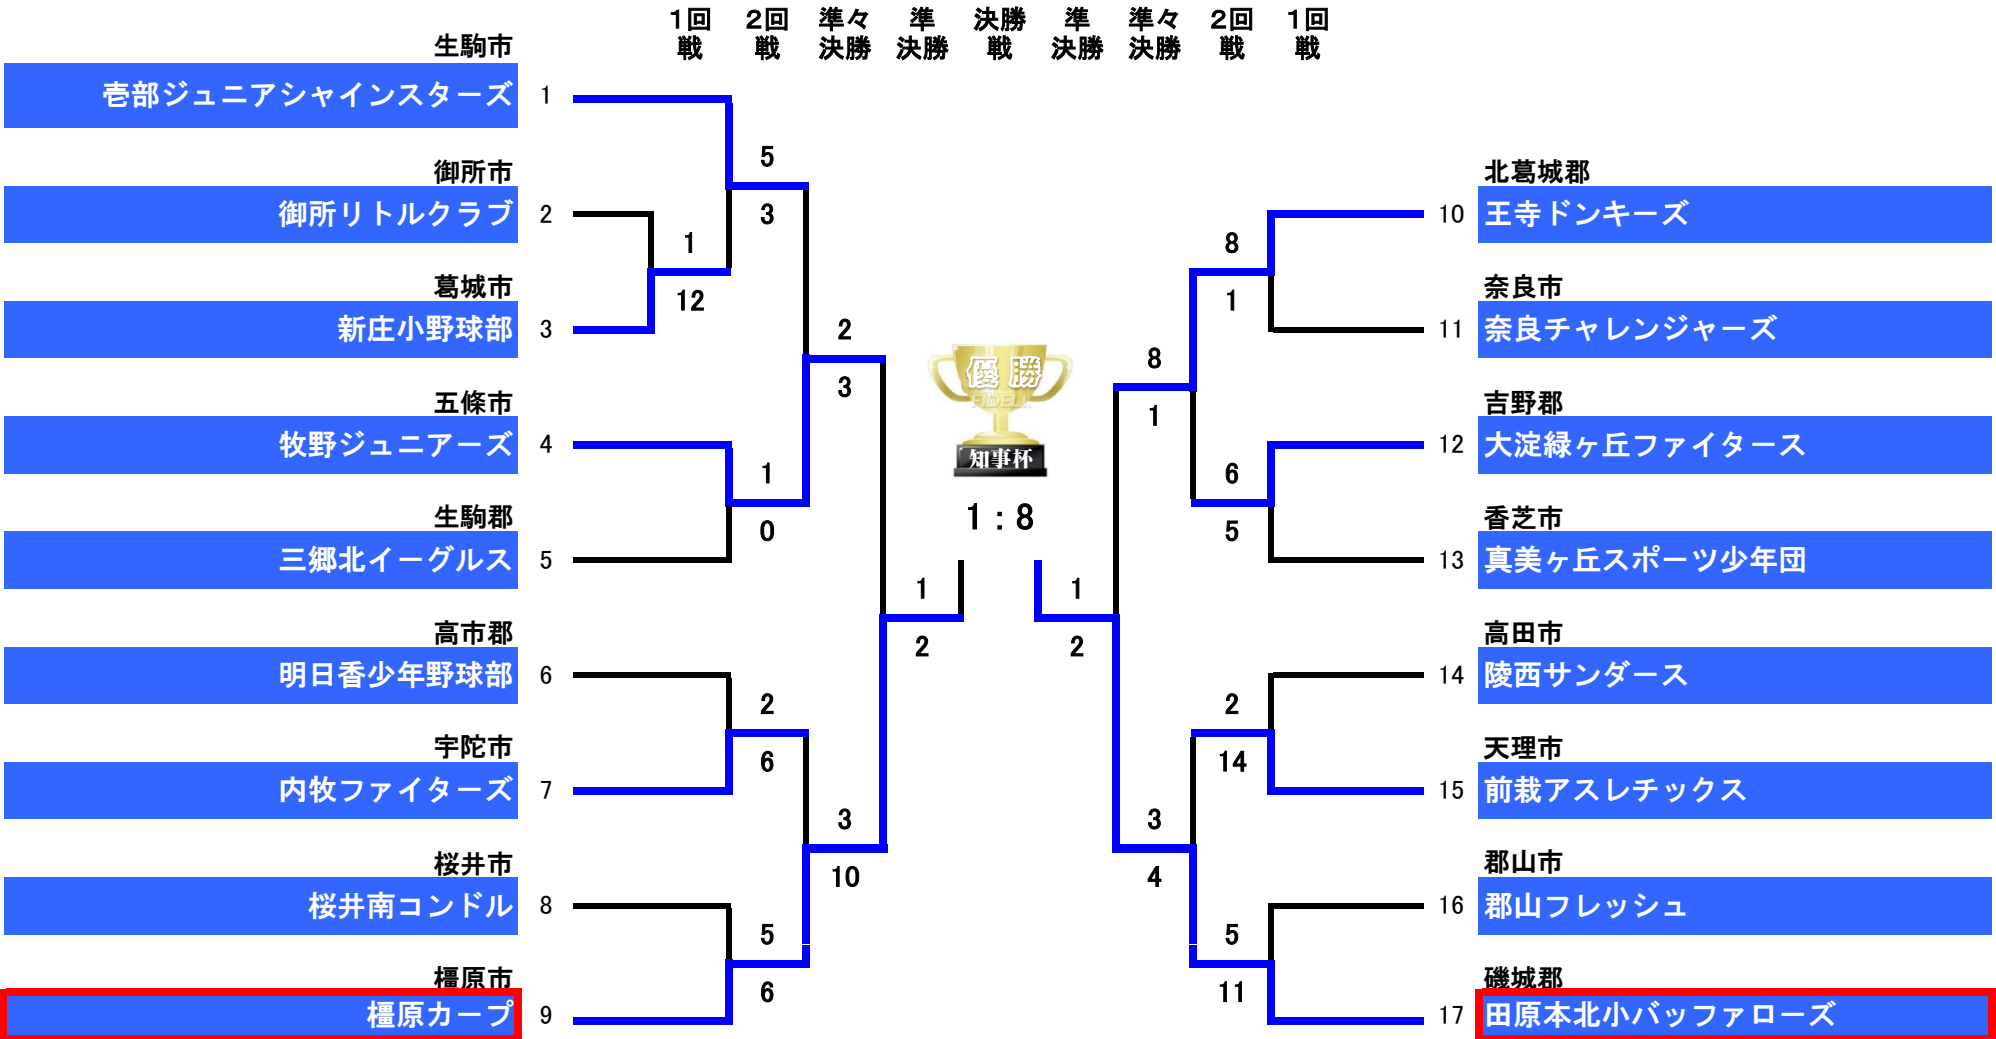 1回戦 2回戦 準々決勝 準決勝 決勝戦 準決勝 準々決勝 2回戦 1回戦
生駒市
壱部ジュニアシャインスターズ 1
御所市
御所リトルクラブ 2
葛城市
新庄小野球部 3
五條市
牧野ジュニアーズ 4
生駒郡
三郷北イーグルス 5
高市郡
明日香少年野球部 6
宇陀市
内牧ファイターズ 7
桜井市
桜井南コンドル 8
橿原市
橿原カープ 9
1
12
5
3
1
0
2
6
5
6
2
3
3
10
1
2
優勝
FIDELI
知事杯
1:8
1
2
8
1
3
4
8
1
6
5
2
14
5
11
北葛城郡
10 王寺ドンキーズ
奈良市
11 奈良チャレンジャーズ
吉野郡
12 大淀緑ヶ丘ファイタース
香芝市
13 真美ヶ丘スポーツ少年団
高田市
14 陵西サンダース
天理市
15 前栽アスレチックス
郡山市
16 郡山フレッシュ
磯城郡
17 田原本北小バッファローズ